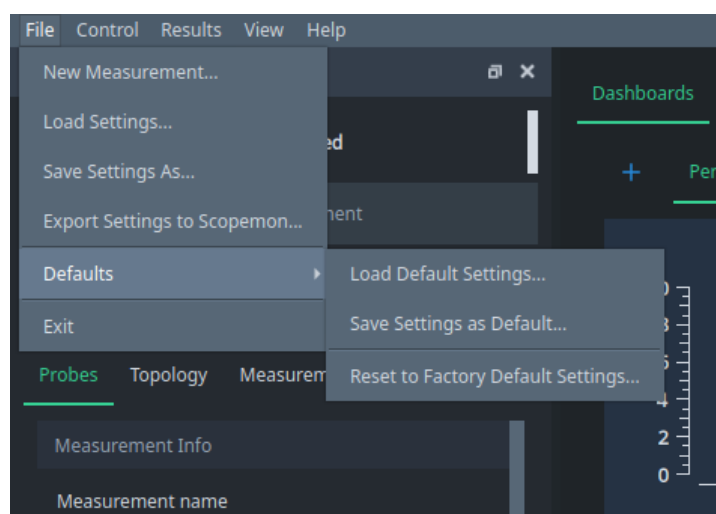 File Control Results View Help
New Measurement...
Load Settings...
Save Settings As...
Export Settings to Scopemon...
Defaults
Exit
Load Default Settings...
Save Settings as Default...
Reset to Factory Default Settings...
Dashboards
Probes Topology
Measurement Info
Measurement name
4
2
0